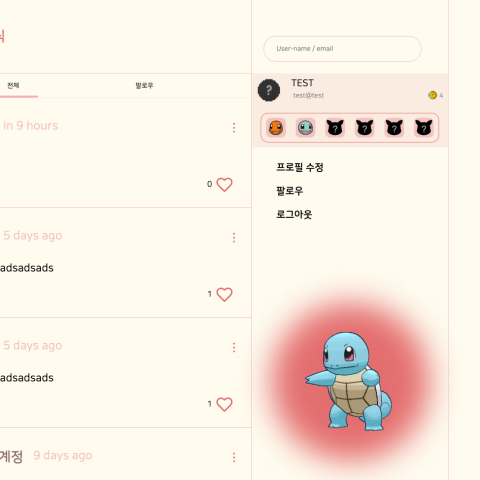 User-name / email
전체
팔로우
TEST
test@test
4
in 9 hours
0
프로필 수정
팔로우
로그아웃
5 days ago
adsadsads
1
5 days ago
adsadsads
1
계정 9 days ago